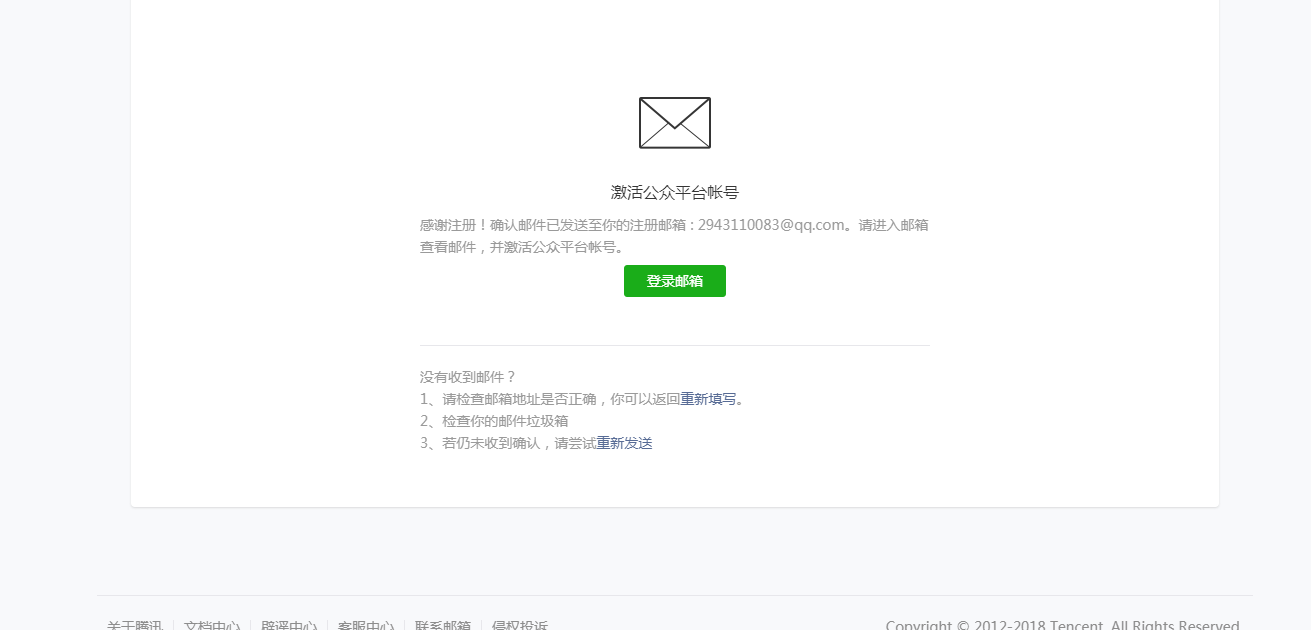 激活公众平台帐号
感谢注册！确认邮件已发送至你的注册邮箱：2943110083@qq.com。请进入邮箱
查看邮件，并激活公众平台帐号。
登录邮箱
没有收到邮件？
1、请检查邮箱地址是否正确，你可以返回重新填写。
2、检查你的邮件垃圾箱
3、若仍未收到确认，请尝试重新发送
关于腾讯 文档中心 辟谣中心 客服中心 联系邮箱 侵权投诉 Copyright © 2012-2018 Tencent. All Rights Reserved.